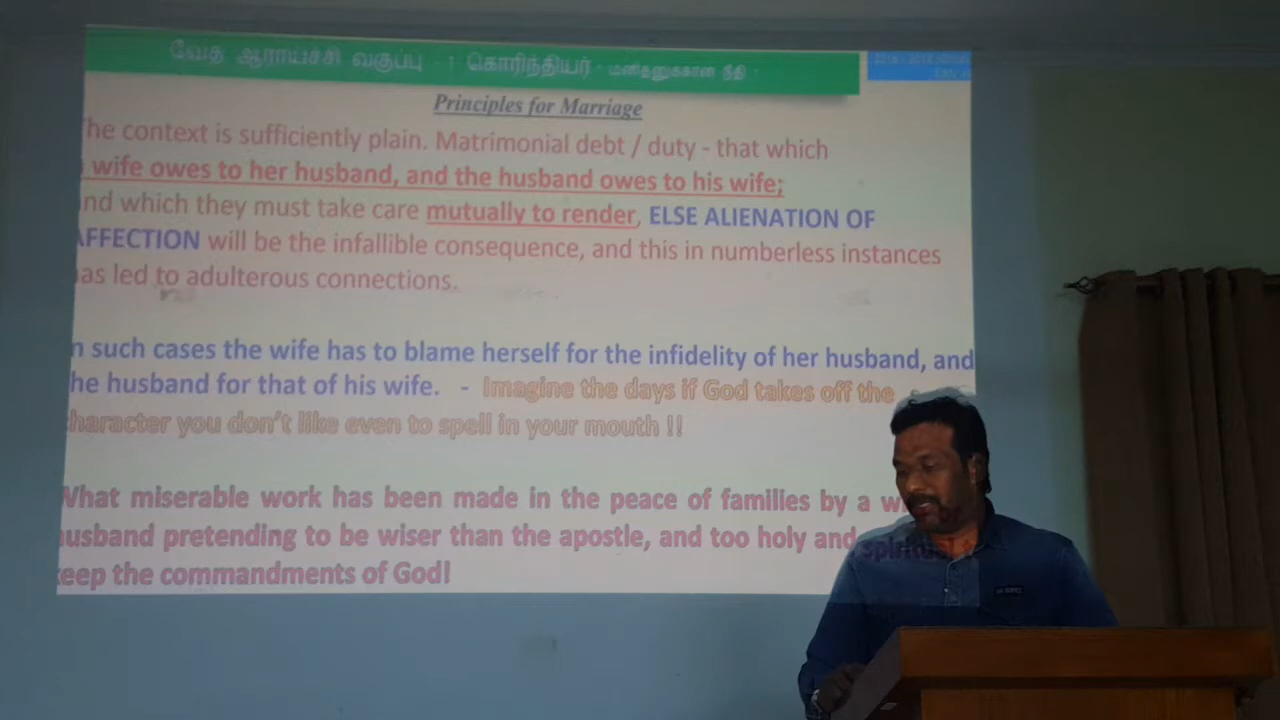 வேத ஆராய்ச்சி வகுப்பு - 1 கொரிந்தியர் - மனிதனுக்கான நீதி
Principles for Marriage
The context is sufficiently plain. Matrimonial debt / duty - that which
wife owes to her husband, and the husband owes to his wife;
nd which they must take care mutually to render, ELSE ALIENATION OF
AFFECTION will be the infallible consequence, and this in numberless instances
as led to adulterous connections.
n such cases the wife has to blame herself for the infidelity of her husband, and
he husband for that of his wife. - Imagine the days if God takes off the
character you don't like even to spell in your mouth !!
What miserable work has been made in the peace of families by a w
husband pretending to be wiser than the apostle, and too holy and spiritual
keep the commandments of God!